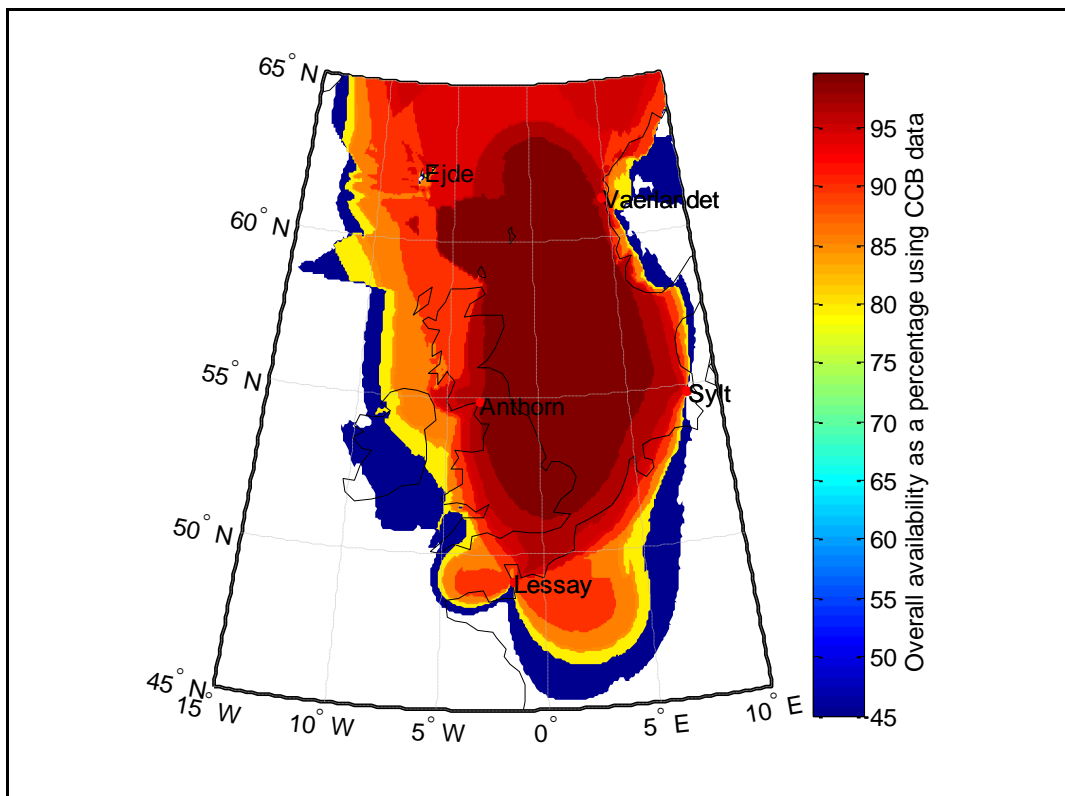 65° N
60° N
55° N
50° N
45° N
15° W
10° W
5° W
0°
5° E
10° E
Ejde
Vaerlandet
Sylt
Anthorn
Lessay
95
90
85
80
75
70
65
60
55
50
45
Overall availability as a percentage using CCB data